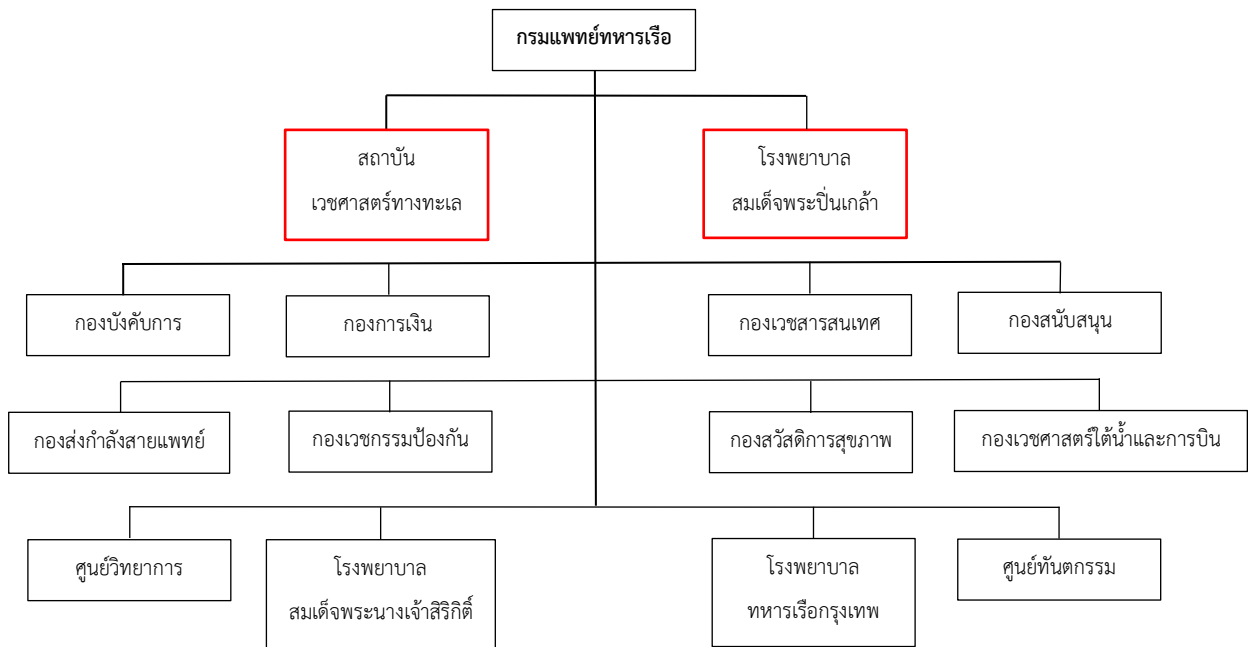 กรมแพทย์ทหารเรือ
สถาบัน
เวชศาสตร์ทางทะเล
โรงพยาบาล
สมเด็จพระปิ่นเกล้า
กองบังคับการ
กองการเงิน
กองเวชสารสนเทศ
กองสนับสนุน
กองส่งกำลังสายแพทย์
กองเวชกรรมป้องกัน
กองสวัสดิการสุขภาพ
กองเวชศาสตร์ใต้น้ำและการบิน
ศูนย์วิทยาการ
โรงพยาบาล
สมเด็จพระนางเจ้าสิริกิติ์
โรงพยาบาล
ทหารเรือกรุงเทพ
ศูนย์ทันตกรรม